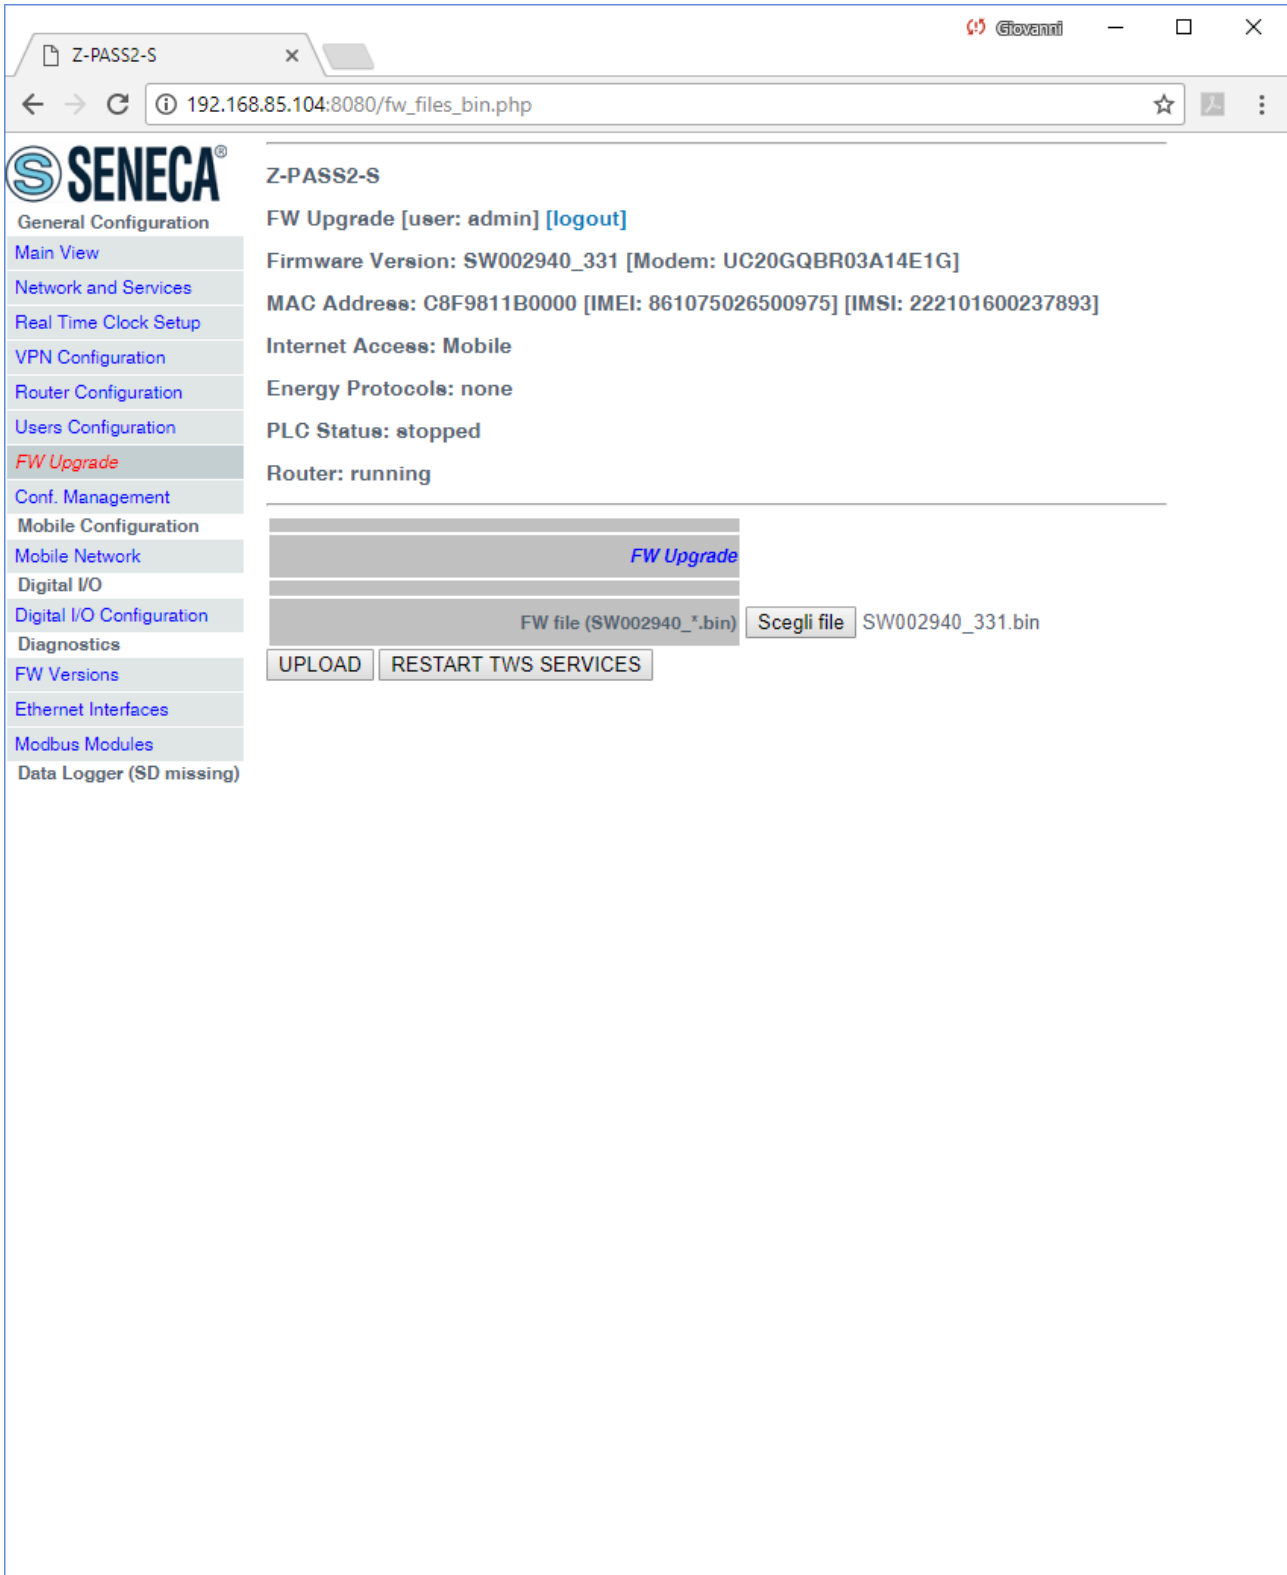 Giovanni
Z-PASS2-S
192.168.85.104:8080/fw_files_bin.php
SENECA®
General Configuration
Main View
Network and Services
Real Time Clock Setup
VPN Configuration
Router Configuration
Users Configuration
FW Upgrade
Conf. Management
Mobile Configuration
Mobile Network
Digital I/O
Digital I/O Configuration
Diagnostics
FW Versions
Ethernet Interfaces
Modbus Modules
Data Logger (SD missing)
Z-PASS2-S
FW Upgrade [user: admin] [logout]
Firmware Version: SW002940_331 [Modem: UC20GQBR03A14E1G]
MAC Address: C8F9811B0000 [IMEI: 861075026500975] [IMSI: 222101600237893]
Internet Access: Mobile
Energy Protocols: none
PLC Status: stopped
Router: running
FW Upgrade
FW file (SW002940_*.bin) Scegli file SW002940_331.bin
UPLOAD RESTART TWS SERVICES